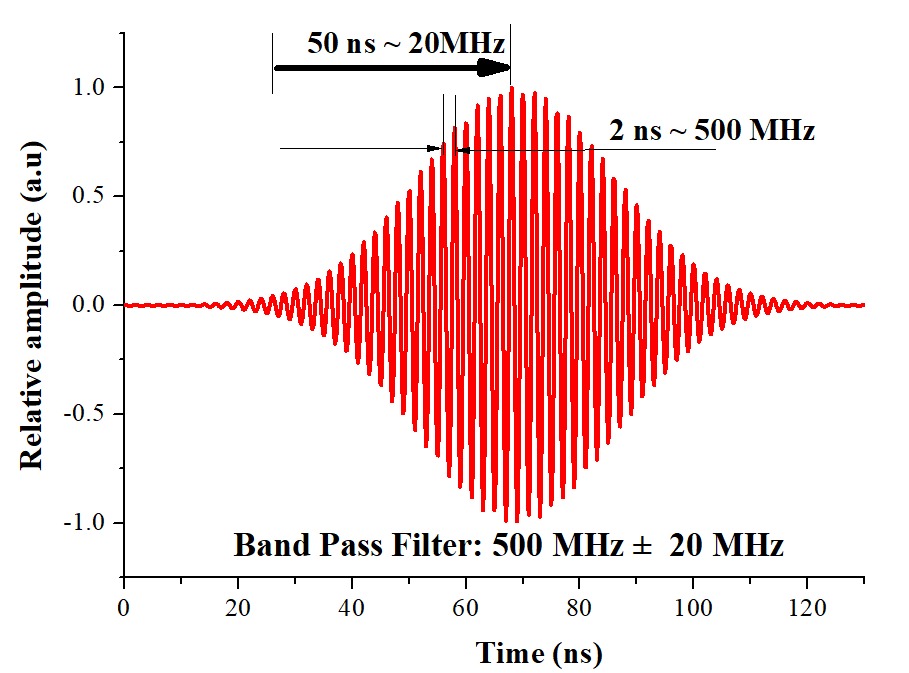 50 ns ~ 20MHz
2 ns ~ 500 MHz
1.0
0.5
0.0
-0.5
-1.0
Relative amplitude (a.u)
Band Pass Filter: 500 MHz ± 20 MHz
0 20 40 60 80 100 120
Time (ns)